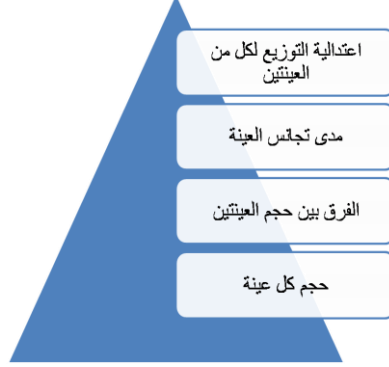 اعتدالية التوزيع لكل من
العينتين
مدى تجانس العينة
الفرق بين حجم العينتين
حجم كل عينة